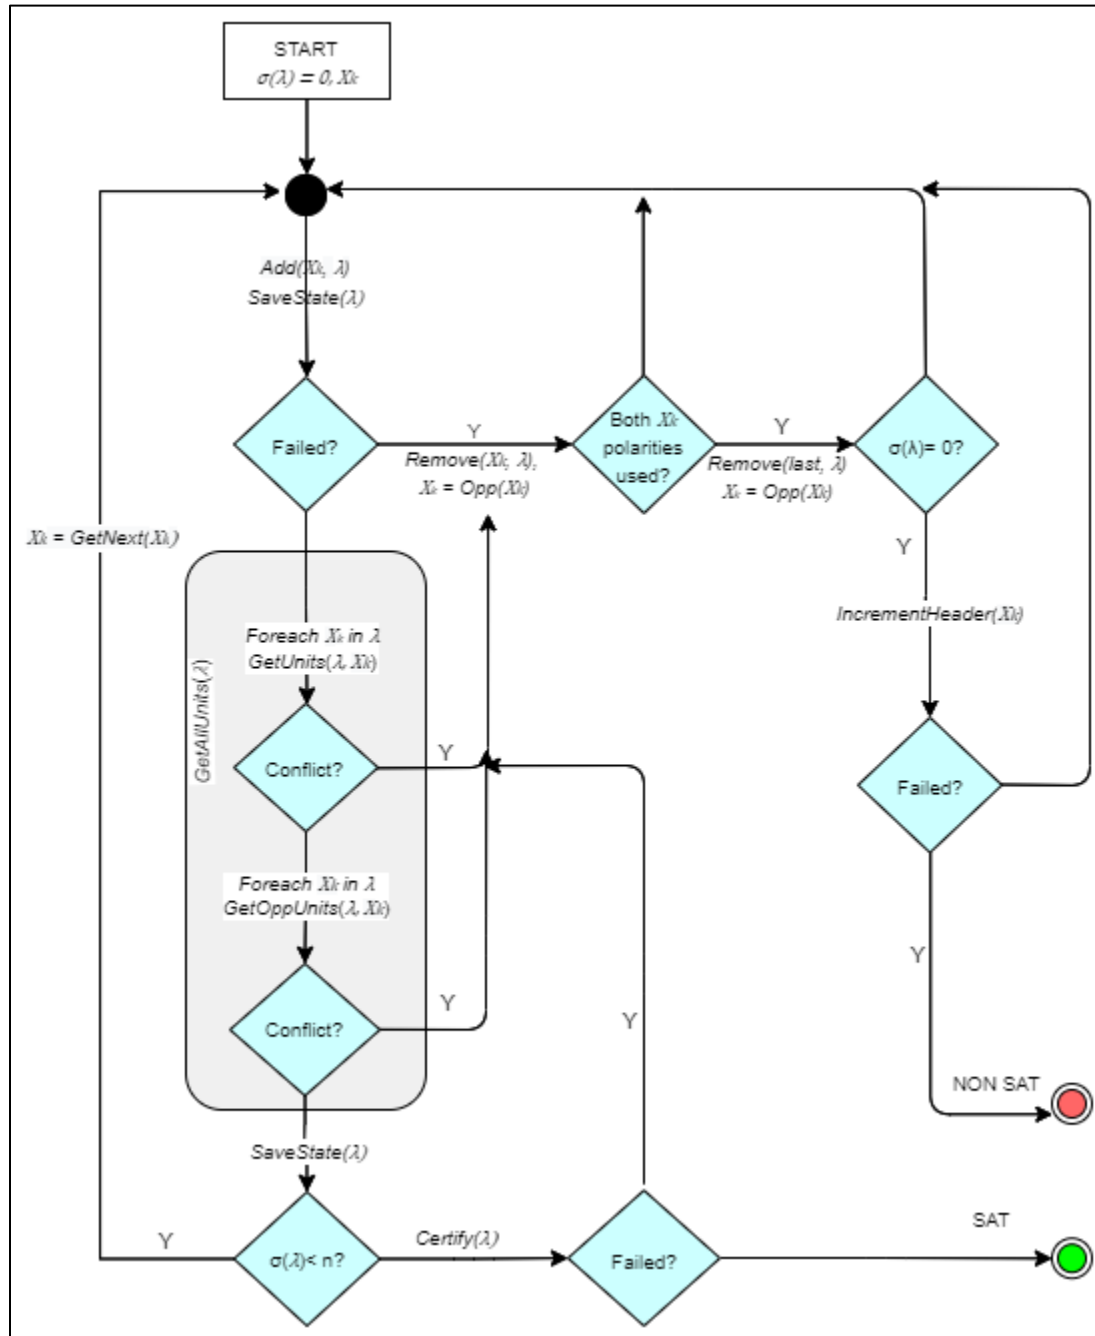 START
σ(λ) = 0, Xk
Add(Xk, λ)
SaveState(λ)
Failed?
Y
Remove(Xk, λ),
Xk = Opp(Xk)
Both Xk
polarities
used?
Y
Remove(last, λ)
Xk = Opp(Xk)
σ(λ)= 0?
Y
IncrementHeader(Xk)
Failed?
Y
NON SAT
Xk = GetNext(Xk)
GetAllUnits(λ)
Foreach Xk in λ
GetUnits(λ, Xk)
Conflict?
Y
Foreach Xk in λ
GetOppUnits(λ, Xk)
Conflict?
Y
SaveState(λ)
σ(λ)< n?
Y
Certify(λ)
Failed?
Y
SAT